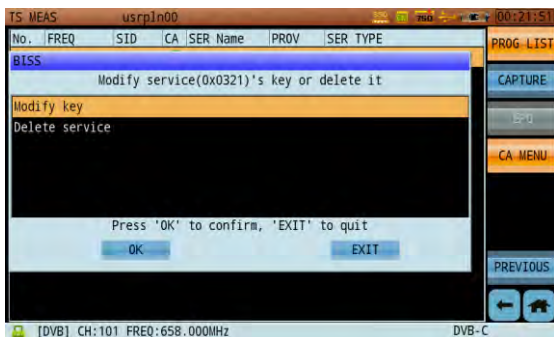 TS MEAS usrpIn00 750 00:21:51
No. FREQ SID CA SER Name PROV SER TYPE
PROG LIST
BISS
Modify service(0x0321)'s key or delete it
CAPTURE
Modify key
EPG
Delete service
CA MENU
Press 'OK' to confirm, 'EXIT' to quit
OK EXIT
PREVIOUS
[DVB] CH:101 FREQ:658.000MHz DVB-C